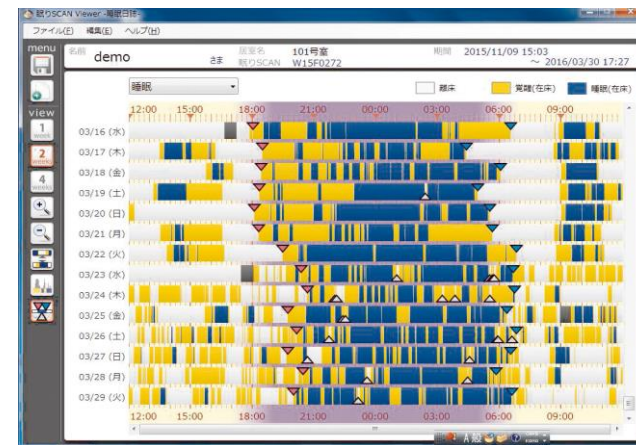 眠りSCAN Viewer -睡眠日誌-
ファイル(F) 編集(E) ヘルプ(H)
menu
名前 demo さま 居室名 101号室 期間 2015/11/09 15:03
眠りSCAN W15F0272 ～ 2016/03/30 17:27
睡眠 離床 覚醒(在床) 睡眠(在床)
view
12:00 15:00 18:00 21:00 00:00 03:00 06:00 09:00
1 week
2 weeks
4 weeks
03/16 (水)
03/17 (木)
03/18 (金)
03/19 (土)
03/20 (日)
03/21 (月)
03/22 (火)
03/23 (水)
03/24 (木)
03/25 (金)
03/26 (土)
03/27 (日)
03/28 (月)
03/29 (火)
12:00 15:00 18:00 21:00 00:00 03:00 06:00 09:00
A 般